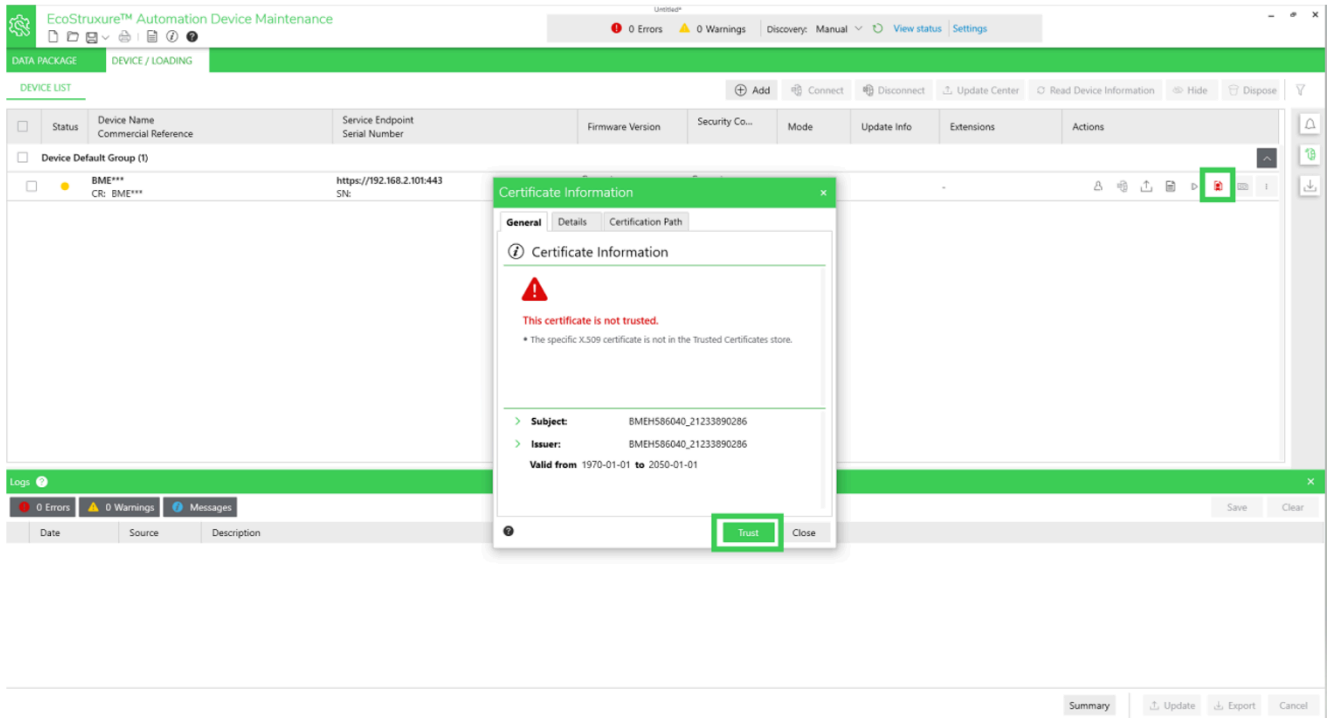 Untitled*
EcoStruxure™ Automation Device Maintenance
0 Errors 0 Warnings Discovery: Manual View status Settings
DATA PACKAGE DEVICE / LOADING
DEVICE LIST
Add Connect Disconnect Update Center Read Device Information Hide Dispose
Status Device Name Service Endpoint Firmware Version Security Co... Mode Update Info Extensions Actions
Commercial Reference Serial Number
Device Default Group (1)
BME*** https://192.168.2.101:443
CR: BME*** SN: -
Certificate Information ×
General Details Certification Path
Certificate Information
This certificate is not trusted.
• The specific X.509 certificate is not in the Trusted Certificates store.
Subject: BMEH586040_21233890286
Issuer: BMEH586040_21233890286
Valid from 1970-01-01 to 2050-01-01
Trust Close
Logs
0 Errors 0 Warnings Messages Save Clear
Date Source Description
Summary Update Export Cancel